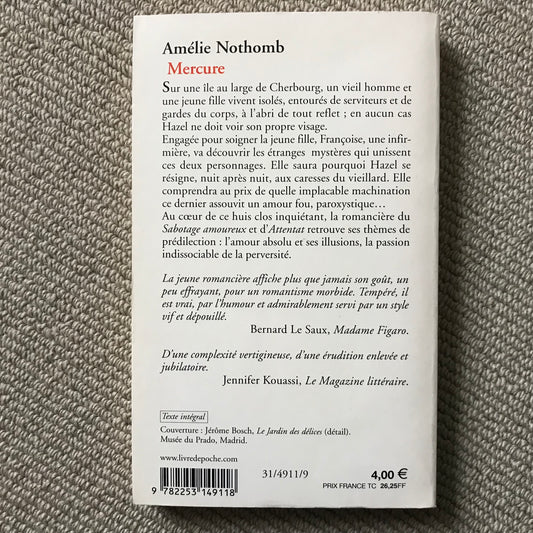 Amélie Nothomb
Mercure
Sur une île au large de Cherbourg, un vieil homme et
une jeune fille vivent isolés, entourés de serviteurs et de
gardes du corps, à l'abri de tout reflet ; en aucun cas
Hazel ne doit voir son propre visage.
Engagée pour soigner la jeune fille, Françoise, une infir-
mière, va découvrir les étranges mystères qui unissent
ces deux personnages. Elle saura pourquoi Hazel se
résigne, nuit après nuit, aux caresses du vieillard. Elle
comprendra au prix de quelle implacable machination
ce dernier assouvit un amour fou, paroxystique...
Au cœur de ce huis clos inquiétant, la romancière du
Sabotage amoureux et d'Attentat retrouve ses thèmes de
prédilection : l'amour absolu et ses illusions, la passion
indissociable de la perversité.
La jeune romancière affiche plus que jamais son goût, un
peu effrayant, pour un romantisme morbide. Tempéré, il
est vrai, par l'humour et admirablement servi par un style
vif et dépouillé.
Bernard Le Saux, Madame Figaro.
D'une complexité vertigineuse, d'une érudition enlevée et
jubilatoire.
Jennifer Kouassi, Le Magazine littéraire.
Texte intégral
Couverture : Jérôme Bosch, Le Jardin des délices (détail).
Musée du Prado, Madrid.
www.livredepoche.com
31/4911/9
4,00 €
PRIX FRANCE TC 26,25FF
9 782253 149118